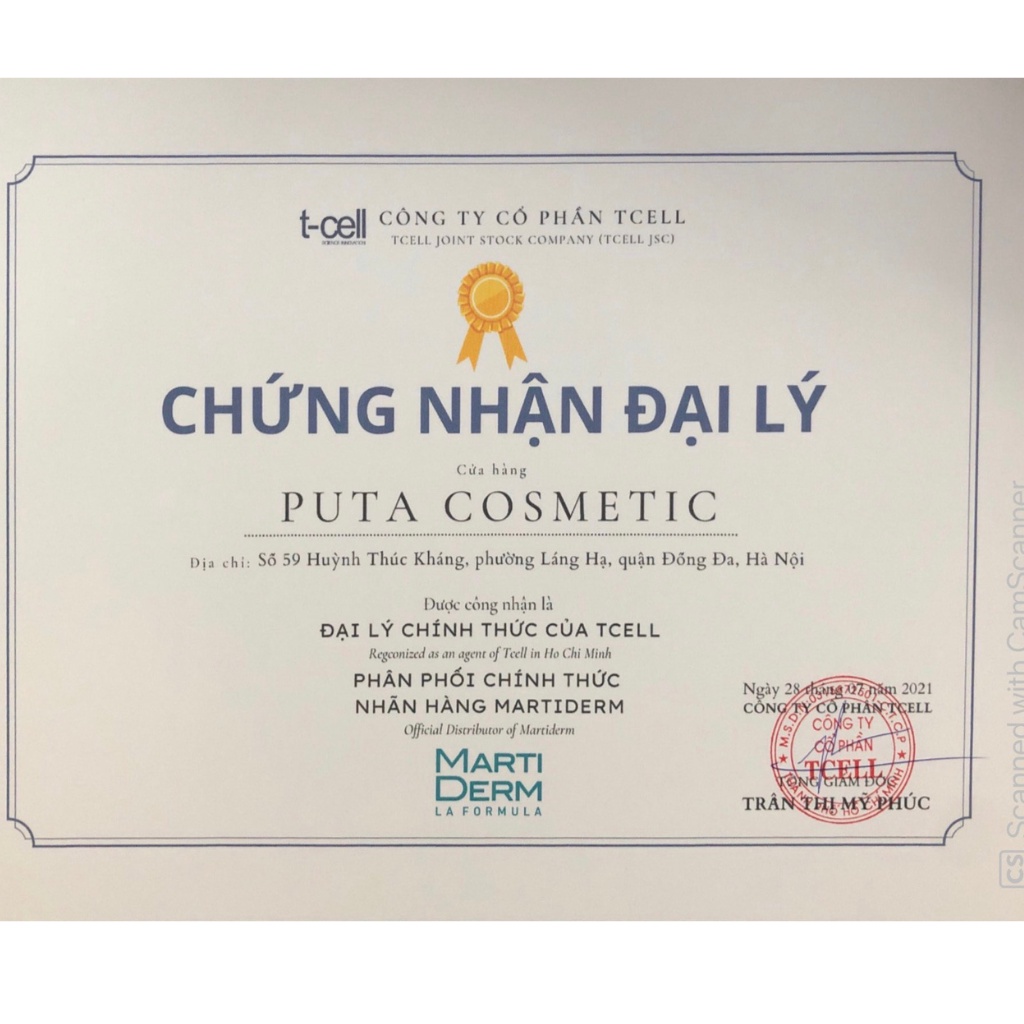 t-cell CÔNG TY CỔ PHẦN TCELL
TCELL JOINT STOCK COMPANY (TCELL JSC)
CHỨNG NHẬN ĐẠI LÝ
Cửa hàng
PUTA COSMETIC
Địa chỉ: Số 59 Huỳnh Thúc Kháng, phường Láng Hạ, quận Đống Đa, Hà Nội
Được công nhận là
ĐẠI LÝ CHÍNH THỨC CỦA TCELL
Regconized as an agent of Tcell in Ho Chi Minh
PHÂN PHỐI CHÍNH THỨC
NHÃN HÀNG MARTIDERM
Official Distributor of Martiderm
MARTI
DERM
LA FORMULA
Ngày 28 tháng 07 năm 2021
CÔNG TY CỔ PHẦN TCELL
CÔNG TY
CỔ PHẦN
TCELL
TỔNG GIÁM ĐỐC
TRẦN THỊ MỸ PHÚC
CS Scanned with CamScanner